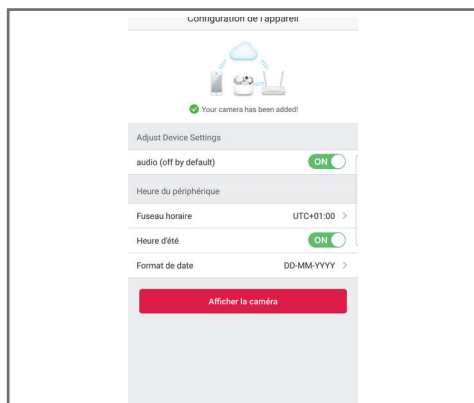 Configuration de l'appareil
Your camera has been added!
Adjust Device Settings
audio (off by default) ON
Heure du périphérique
Fuseau horaire UTC+01:00
Heure d'été ON
Format de date DD-MM-YYYY
Afficher la caméra